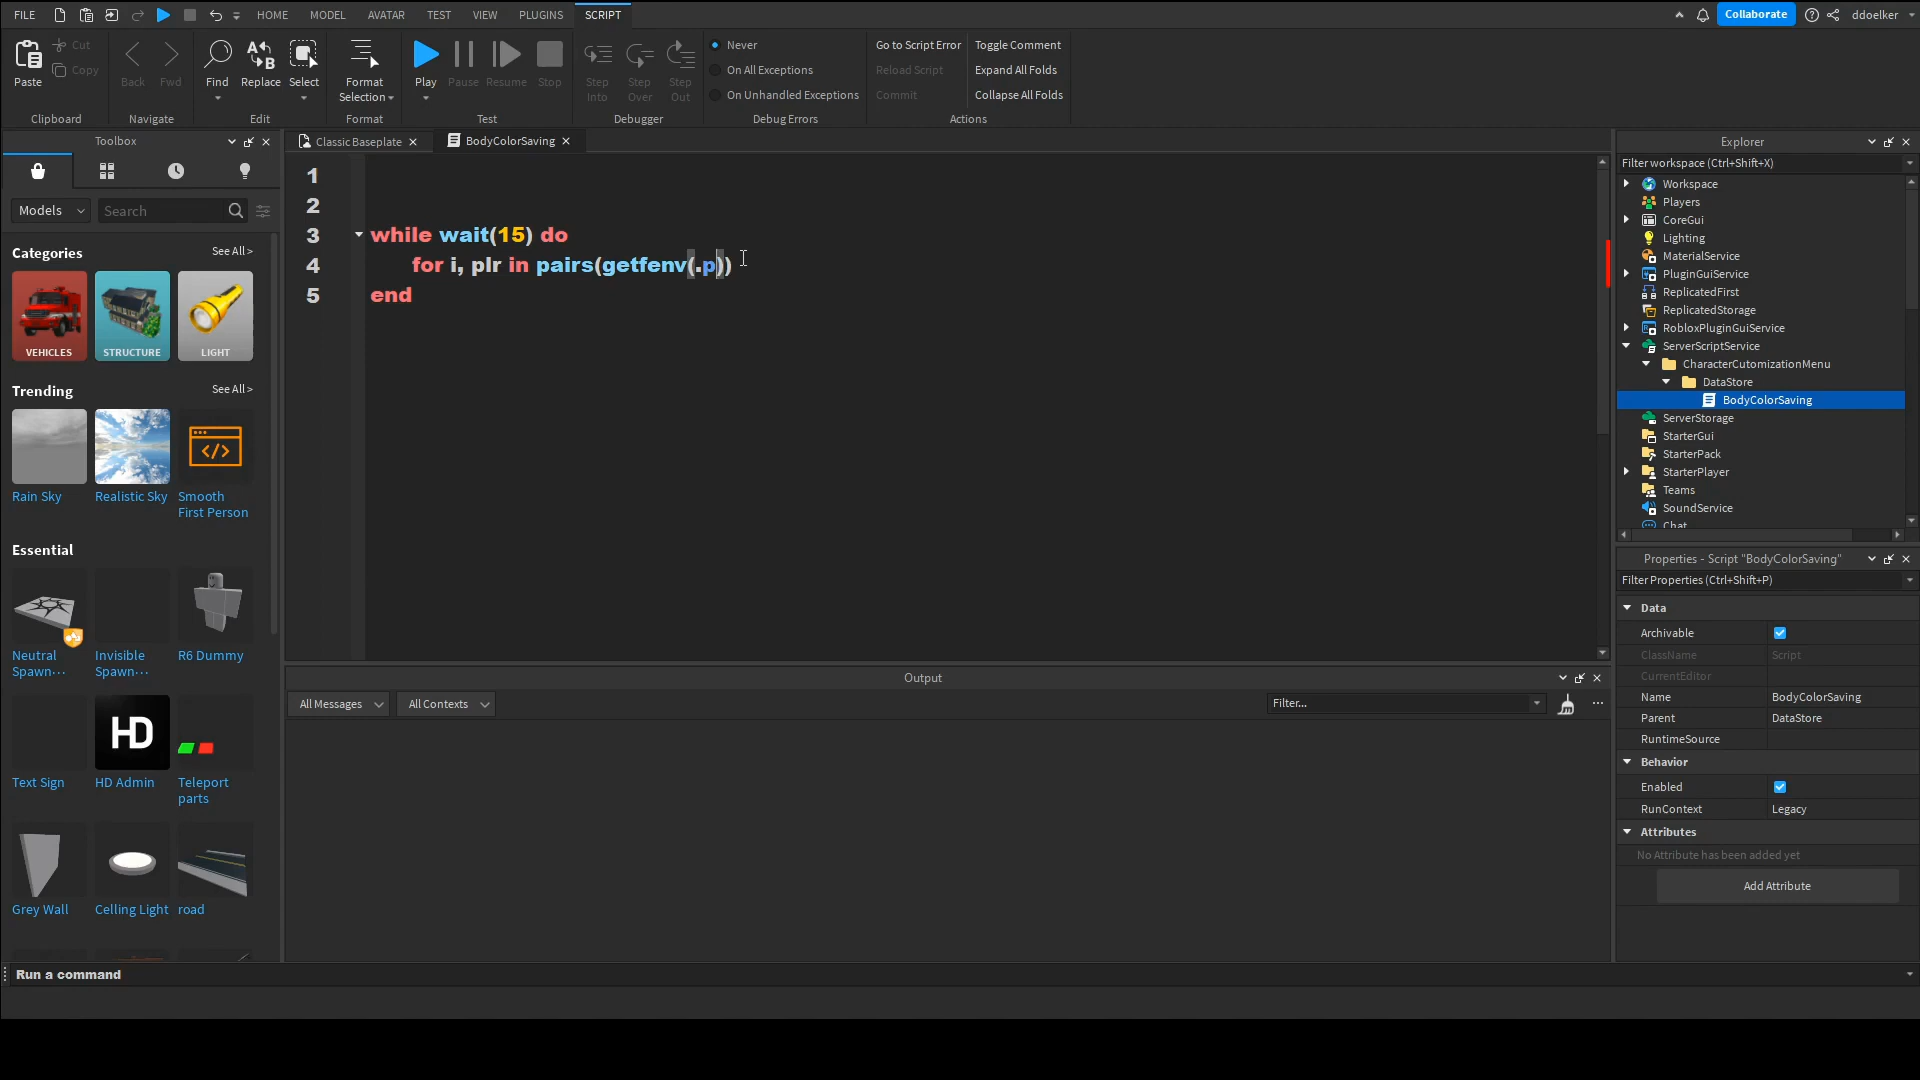 FILE HOME MODEL AVATAR TEST VIEW PLUGINS SCRIPT Collaborate ddoelker
Paste Cut Copy Back Fwd Find Replace Select Format Selection Play Pause Resume Stop Step Into Step Over Step Out
Never Go to Script Error Toggle Comment
On All Exceptions Reload Script Expand All Folds
On Unhandled Exceptions Commit Collapse All Folds
Clipboard Navigate Edit Format Test Debugger Debug Errors Actions
Toolbox
Models Search
Categories See All >
VEHICLES STRUCTURE LIGHT
Trending See All >
Rain Sky Realistic Sky Smooth First Person
Essential
Neutral Spawn... Invisible Spawn... R6 Dummy
HD
Text Sign HD Admin Teleport parts
Grey Wall Celling Light road
Classic Baseplate BodyColorSaving
1
2
3 while wait(15) do
4 for i, plr in pairs(getfenv(.p))
5 end
Output
All Messages All Contexts Filter...
Explorer
Filter workspace (Ctrl+Shift+X)
Workspace
Players
CoreGui
Lighting
MaterialService
PluginGuiService
ReplicatedFirst
ReplicatedStorage
RobloxPluginGuiService
ServerScriptService
CharacterCutomizationMenu
DataStore
BodyColorSaving
ServerStorage
StarterGui
StarterPack
StarterPlayer
Teams
SoundService
Chat
Properties - Script "BodyColorSaving"
Filter Properties (Ctrl+Shift+P)
Data
Archivable
ClassName Script
CurrentEditor
Name BodyColorSaving
Parent DataStore
RuntimeSource
Behavior
Enabled
RunContext Legacy
Attributes
No Attribute has been added yet
Add Attribute
Run a command